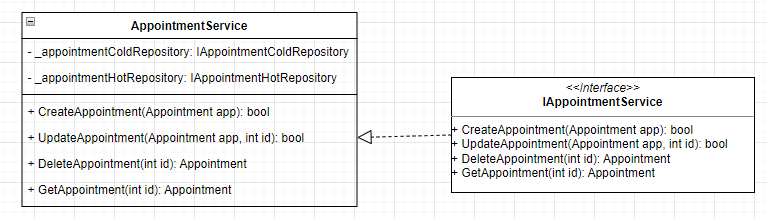 AppointmentService
- _appointmentColdRepository: IAppointmentColdRepository
- _appointmentHotRepository: IAppointmentHotRepository
+ CreateAppointment(Appointment app): bool
+ UpdateAppointment(Appointment app, int id): bool
+ DeleteAppointment(int id): Appointment
+ GetAppointment(int id): Appointment
<<Interface>>
IAppointmentService
+ CreateAppointment(Appointment app): bool
+ UpdateAppointment(Appointment app, int id): bool
+ DeleteAppointment(int id): Appointment
+ GetAppointment(int id): Appointment